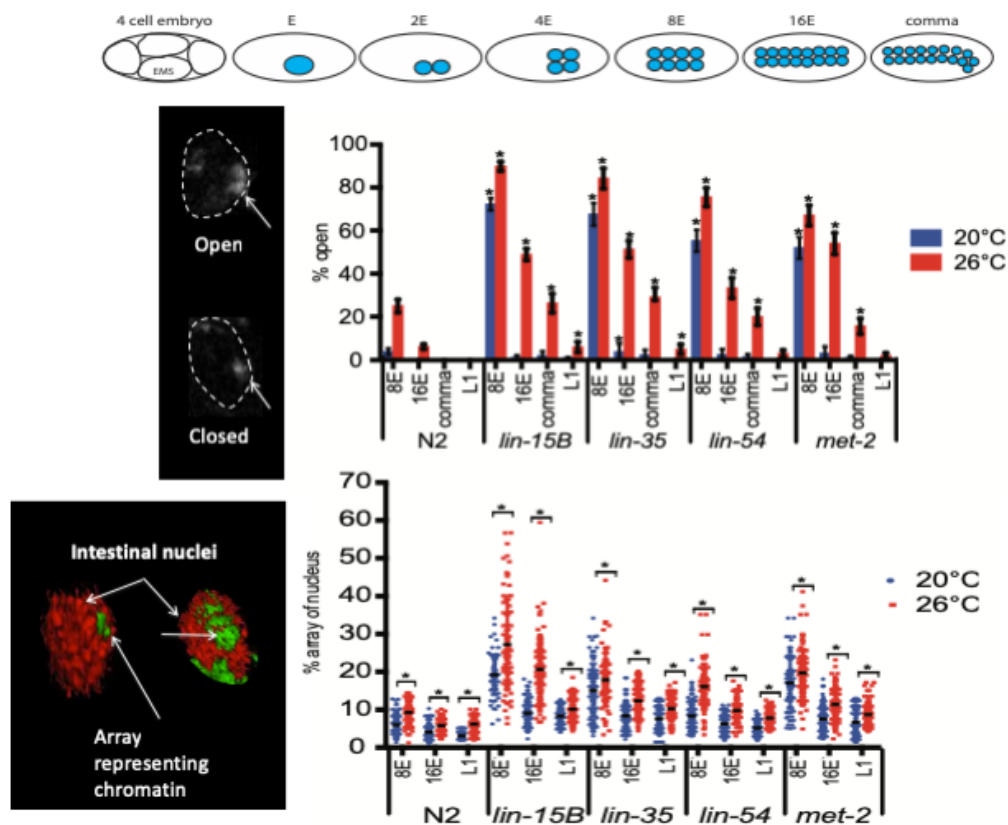 4 cell embryo E 2E 4E 8E 16E comma
EMS
Open
Closed
% open
100
80
60
40
20
0
* * * * * * * * * * * * * * * * * *
20°C
26°C
8E 16E comma L1 8E 16E comma L1 8E 16E comma L1 8E 16E comma L1 8E 16E comma L1
N2 lin-15B lin-35 lin-54 met-2
Intestinal nuclei
Array
representing
chromatin
% array of nucleus
70
60
50
40
30
20
10
0
* * * * * * * * * * * * * * *
20°C
26°C
8E 16E L1 8E 16E L1 8E 16E L1 8E 16E L1 8E 16E L1
N2 lin-15B lin-35 lin-54 met-2